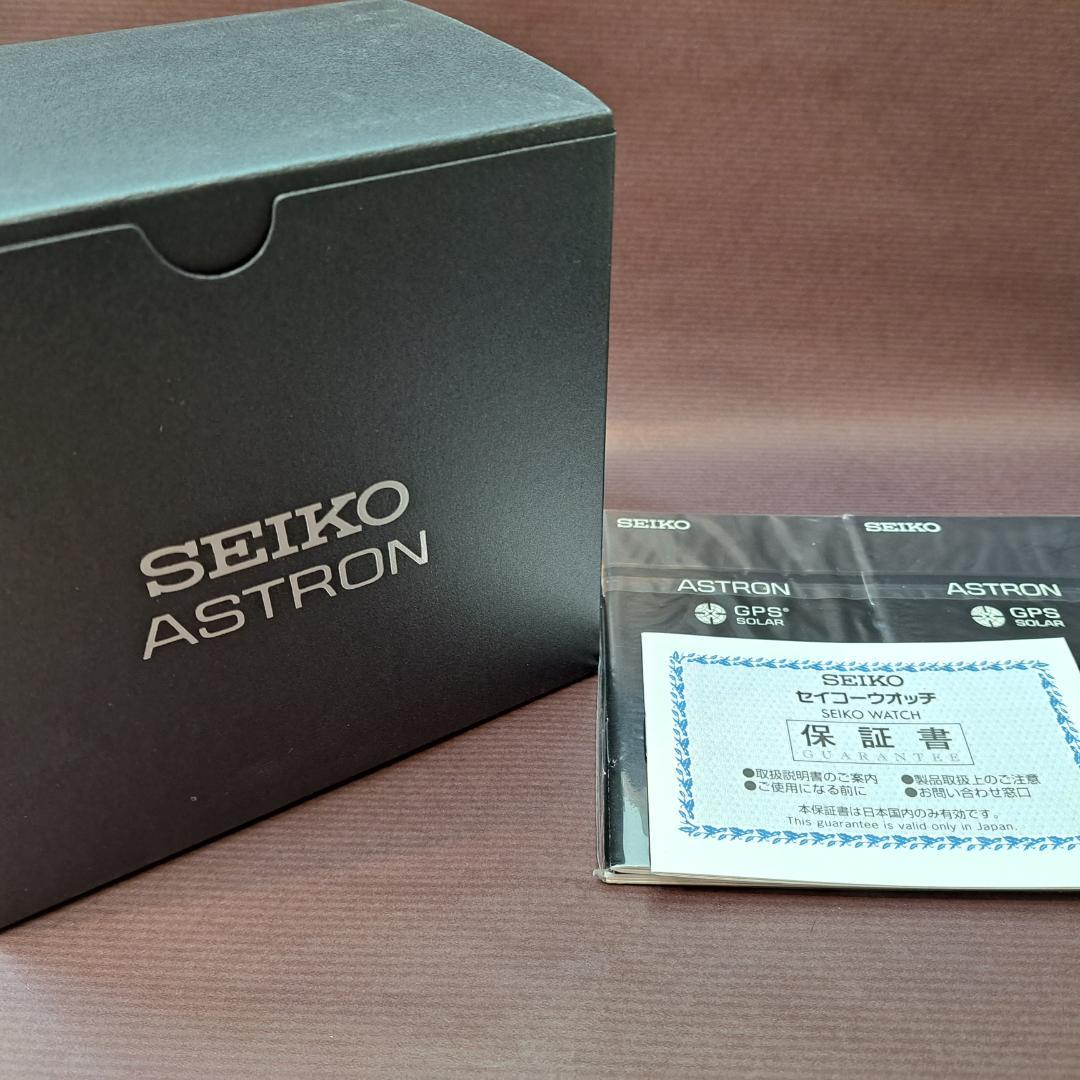 SEIKO
ASTRON
SEIKO
ASTRON
GPS®
SOLAR
SEIKO
ASTRON
GPS
SOLAR
SEIKO
セイコーウオッチ
SEIKO WATCH
保証書
GUARANTEE
●取扱説明書のご案内 ●製品取扱上のご注意
●ご使用になる前に ●お問い合わせ窓口
本保証書は日本国内のみ有効です。
This guarantee is valid only in Japan.